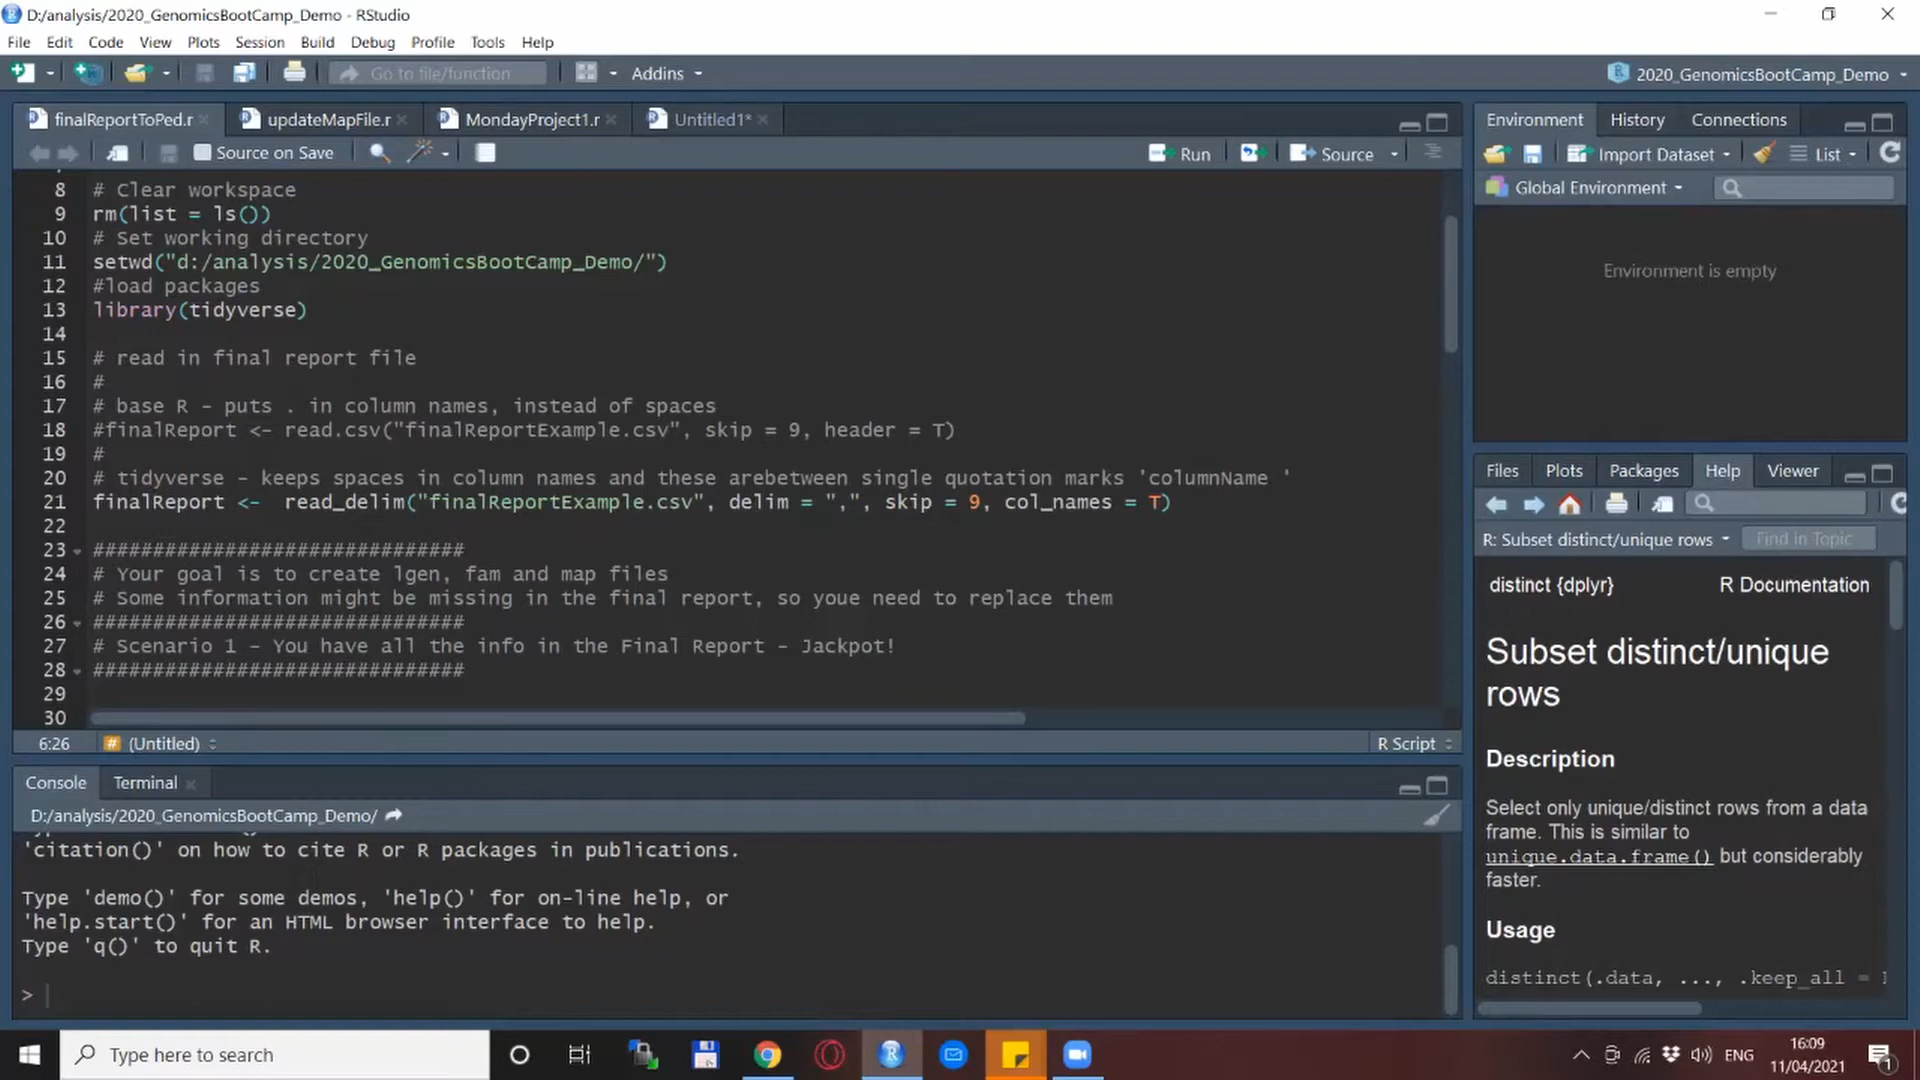 D:/analysis/2020_GenomicsBootCamp_Demo - RStudio
File Edit Code View Plots Session Build Debug Profile Tools Help
Go to file/function Addins 2020_GenomicsBootCamp_Demo
finalReportToPed.r updateMapFile.r MondayProject1.r Untitled1*
Source on Save Run Source
8 # Clear workspace
9 rm(list = ls())
10 # Set working directory
11 setwd("d:/analysis/2020_GenomicsBootCamp_Demo/")
12 #load packages
13 library(tidyverse)
14
15 # read in final report file
16 #
17 # base R - puts . in column names, instead of spaces
18 #finalReport <- read.csv("finalReportExample.csv", skip = 9, header = T)
19 #
20 # tidyverse - keeps spaces in column names and these arebetween single quotation marks 'columnName '
21 finalReport <-  read_delim("finalReportExample.csv", delim = ",", skip = 9, col_names = T)
22
23 ###############################
24 # Your goal is to create lgen, fam and map files
25 # Some information might be missing in the final report, so youe need to replace them
26 ###############################
27 # Scenario 1 - You have all the info in the Final Report - Jackpot!
28 ###############################
29
30
6:26 # (Untitled) R Script
Console Terminal
D:/analysis/2020_GenomicsBootCamp_Demo/
'citation()' on how to cite R or R packages in publications.
Type 'demo()' for some demos, 'help()' for on-line help, or
'help.start()' for an HTML browser interface to help.
Type 'q()' to quit R.
>
Environment History Connections
Import Dataset List
Global Environment
Environment is empty
Files Plots Packages Help Viewer
R: Subset distinct/unique rows Find in Topic
distinct {dplyr} R Documentation
Subset distinct/unique
rows
Description
Select only unique/distinct rows from a data
frame. This is similar to
unique.data.frame() but considerably
faster.
Usage
distinct(.data, ..., .keep_all =
Type here to search
ENG
16:09
11/04/2021
1